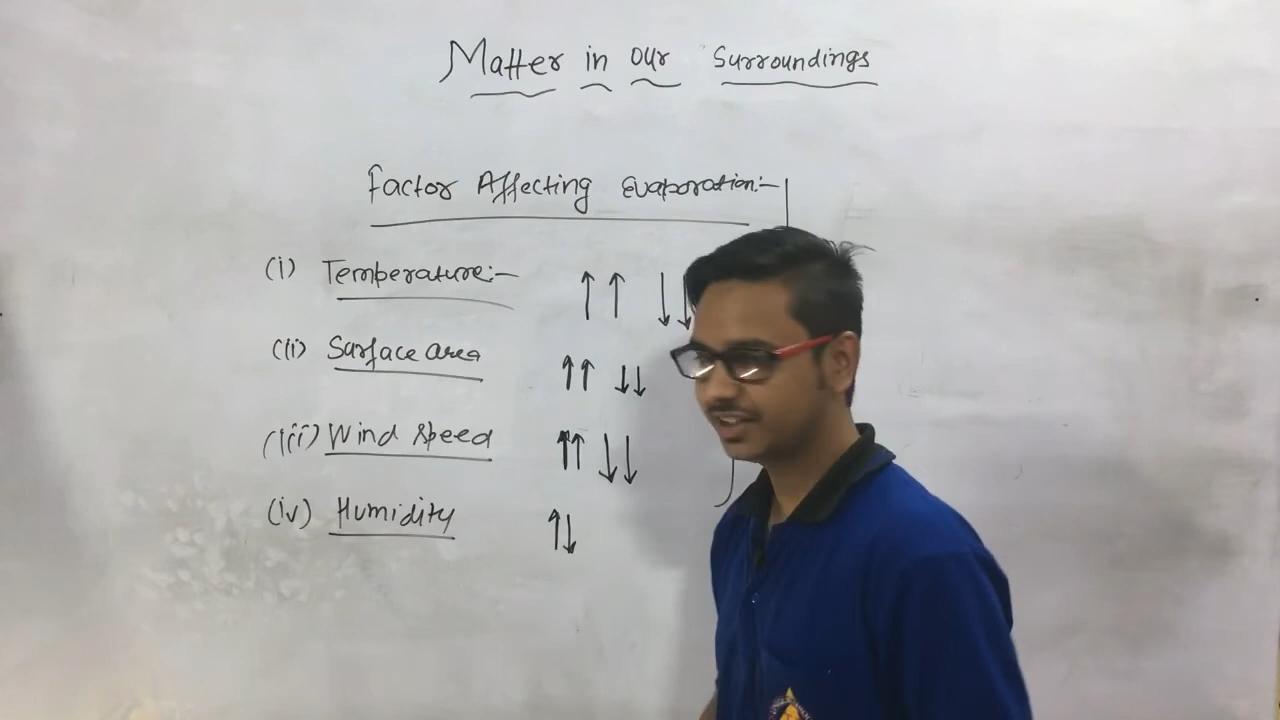 Matter in our Surroundings
factor Affecting Evaporation:-
(i) Temperature:- ↑↑ ↓↓
(ii) Surface area ↑↑ ↓↓
(iii) Wind speed ↑↑ ↓↓
(iv) Humidity ↑↓